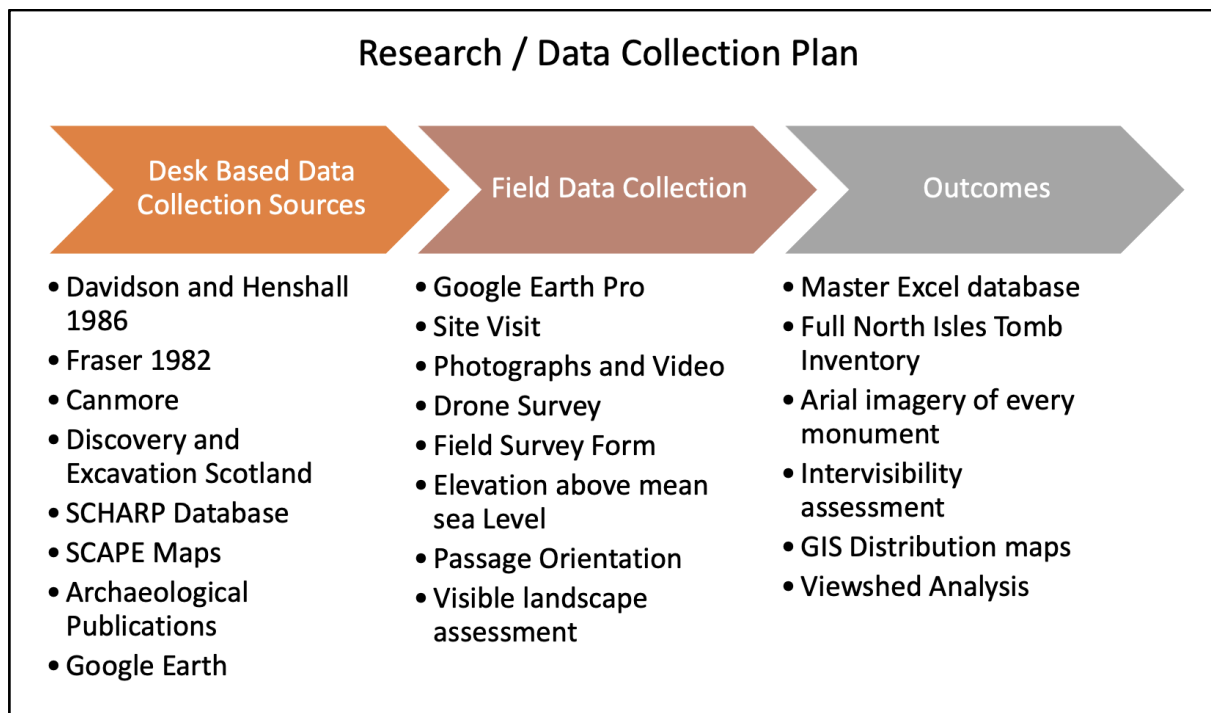 Research / Data Collection Plan
Desk Based Data
Collection Sources
• Davidson and Henshall
1986
• Fraser 1982
• Canmore
• Discovery and
Excavation Scotland
• SCHARP Database
• SCAPE Maps
• Archaeological
Publications
• Google Earth
Field Data Collection
• Google Earth Pro
• Site Visit
• Photographs and Video
• Drone Survey
• Field Survey Form
• Elevation above mean
sea Level
• Passage Orientation
• Visible landscape
assessment
Outcomes
• Master Excel database
• Full North Isles Tomb
Inventory
• Arial imagery of every
monument
• Intervisibility
assessment
• GIS Distribution maps
• Viewshed Analysis